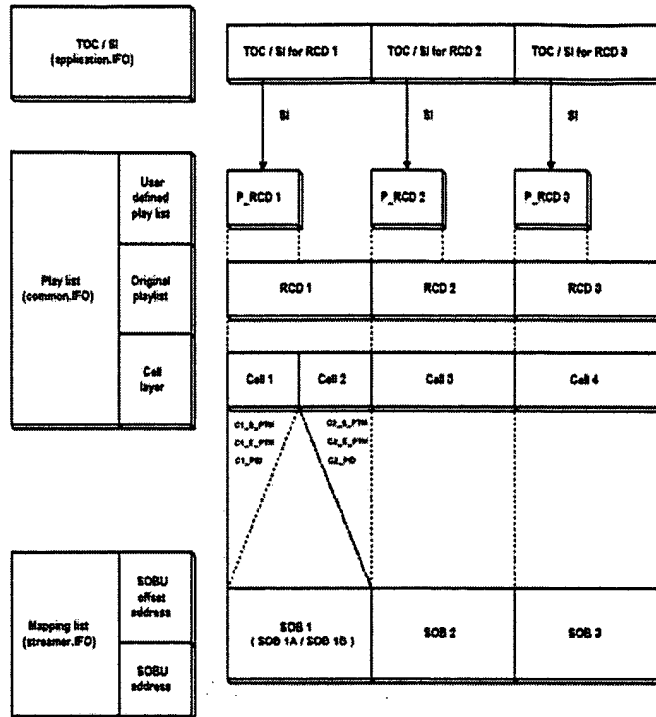 TOC / SI
(application.IFO)
TOC / SI for RCD 1
TOC / SI for RCD 2
TOC / SI for RCD 3
SI
SI
SI
Play list
(common.IFO)
User
defined
play list
Original
playlist
Cell
layer
P_RCD 1
P_RCD 2
P_RCD 3
RCD 1
RCD 2
RCD 3
Cell 1
Cell 2
Cell 3
Cell 4
C1_S_PTM
C1_E_PTM
C1_PID
C2_S_PTM
C2_E_PTM
C2_PID
Mapping list
(streamer.IFO)
SOBU
offset
address
SOBU
address
SOB 1
( SOB 1A / SOB 1B )
SOB 2
SOB 3